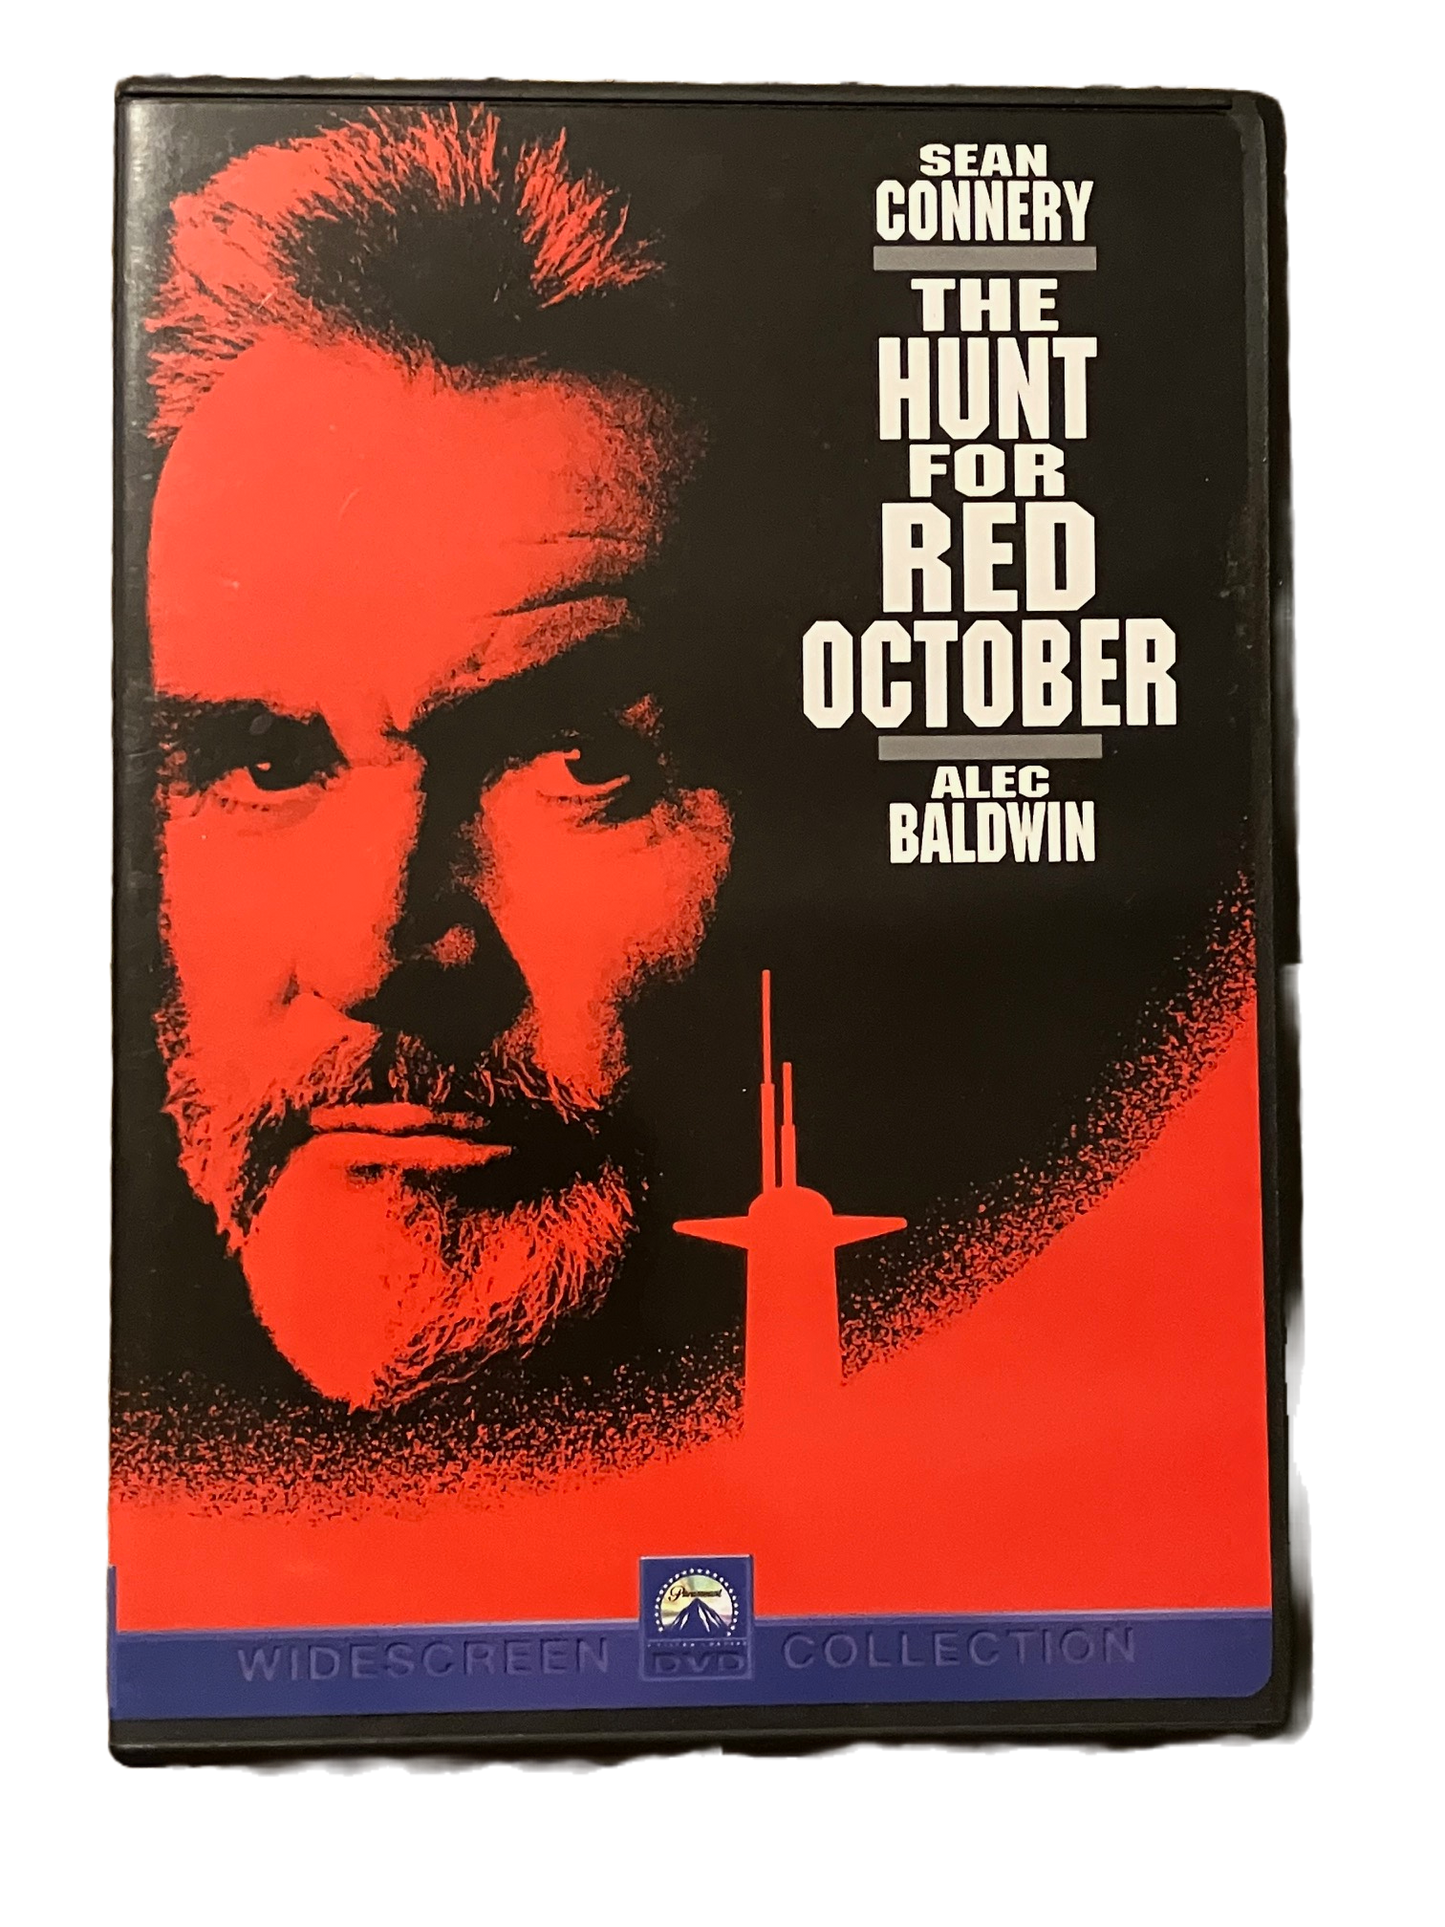 SEAN
CONNERY
THE
HUNT
FOR
RED
OCTOBER
ALEC
BALDWIN
Paramount
WIDESCREEN DVD COLLECTION